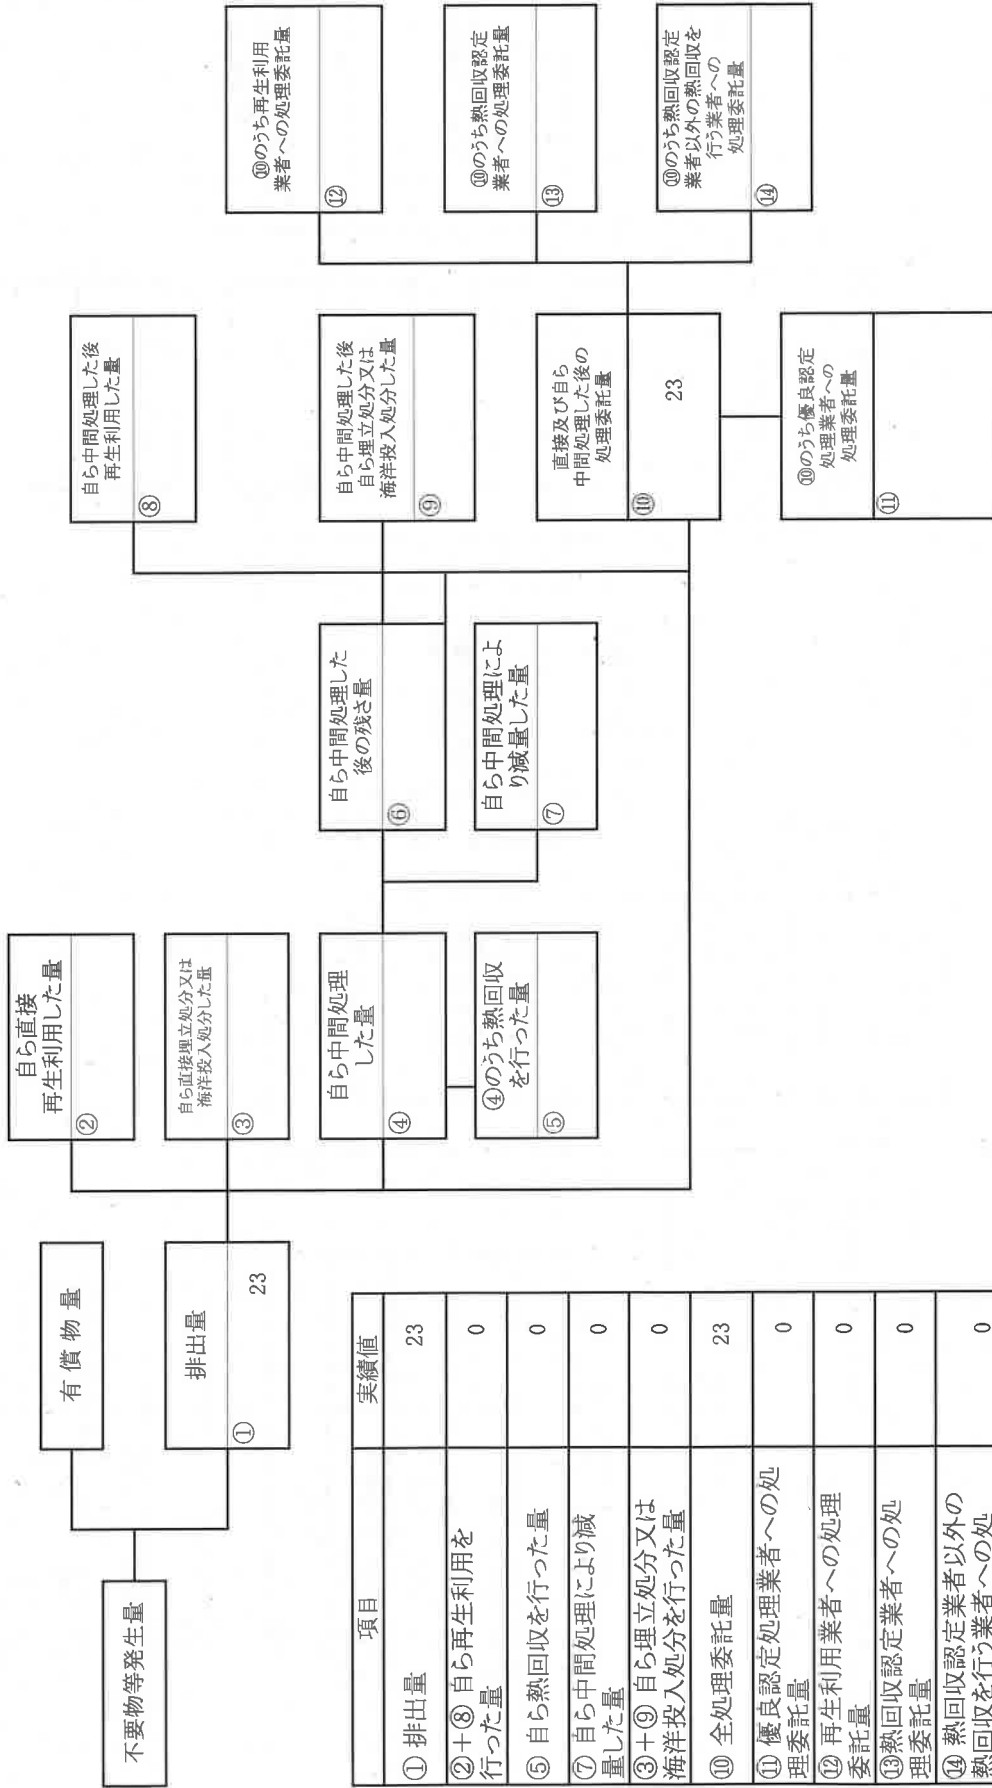 不要物等発生量
有償物量
排出量
①
23
自ら直接
再生利用した量
②
自ら直接埋立処分又は
海洋投入処分した量
③
自ら中間処理
した量
④
④のうち熱回収
を行った量
⑤
自ら中間処理した
後の残さ量
⑥
自ら中間処理によ
り減量した量
⑦
自ら中間処理した後
再生利用した量
⑧
自ら中間処理した後
自ら埋立処分又は
海洋投入処分した量
⑨
直接及び自ら
中間処理した後の
処理委託量
⑩
23
⑩のうち優良認定
処理業者への
処理委託量
⑪
⑩のうち再生利用
業者への処理委託量
⑫
⑩のうち熱回収認定
業者への処理委託量
⑬
⑩のうち熱回収認定
業者以外の熱回収を
行う業者への
処理委託量
⑭
項目 実績値
① 排出量 23
②+⑧ 自ら再生利用を
行った量 0
⑤ 自ら熱回収を行った量 0
⑦ 自ら中間処理により減
量した量 0
③+⑨ 自ら埋立処分又は
海洋投入処分を行った量 0
⑩ 全処理委託量 23
⑪ 優良認定処理業者への処
理委託量 0
⑫ 再生利用業者への処理
委託量 0
⑬熱回収認定業者への処
理委託量 0
⑭ 熱回収認定業者以外の
熱回収を行う業者への処 0